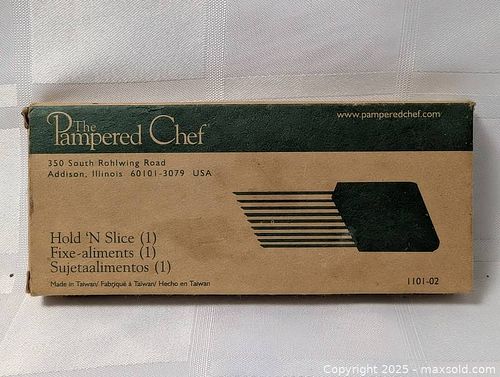 The
Pampered Chef
www.pamperedchef.com
350 South Rohlwing Road
Addison, Illinois 60101-3079 USA
Hold 'N Slice (1)
Fixe-aliments (1)
Sujetaalimentos (1)
Made in Taiwan/ Fabriqué à Taiwan/ Hecho en Taiwan
1101-02
Copyright © 2025 - maxsold.com